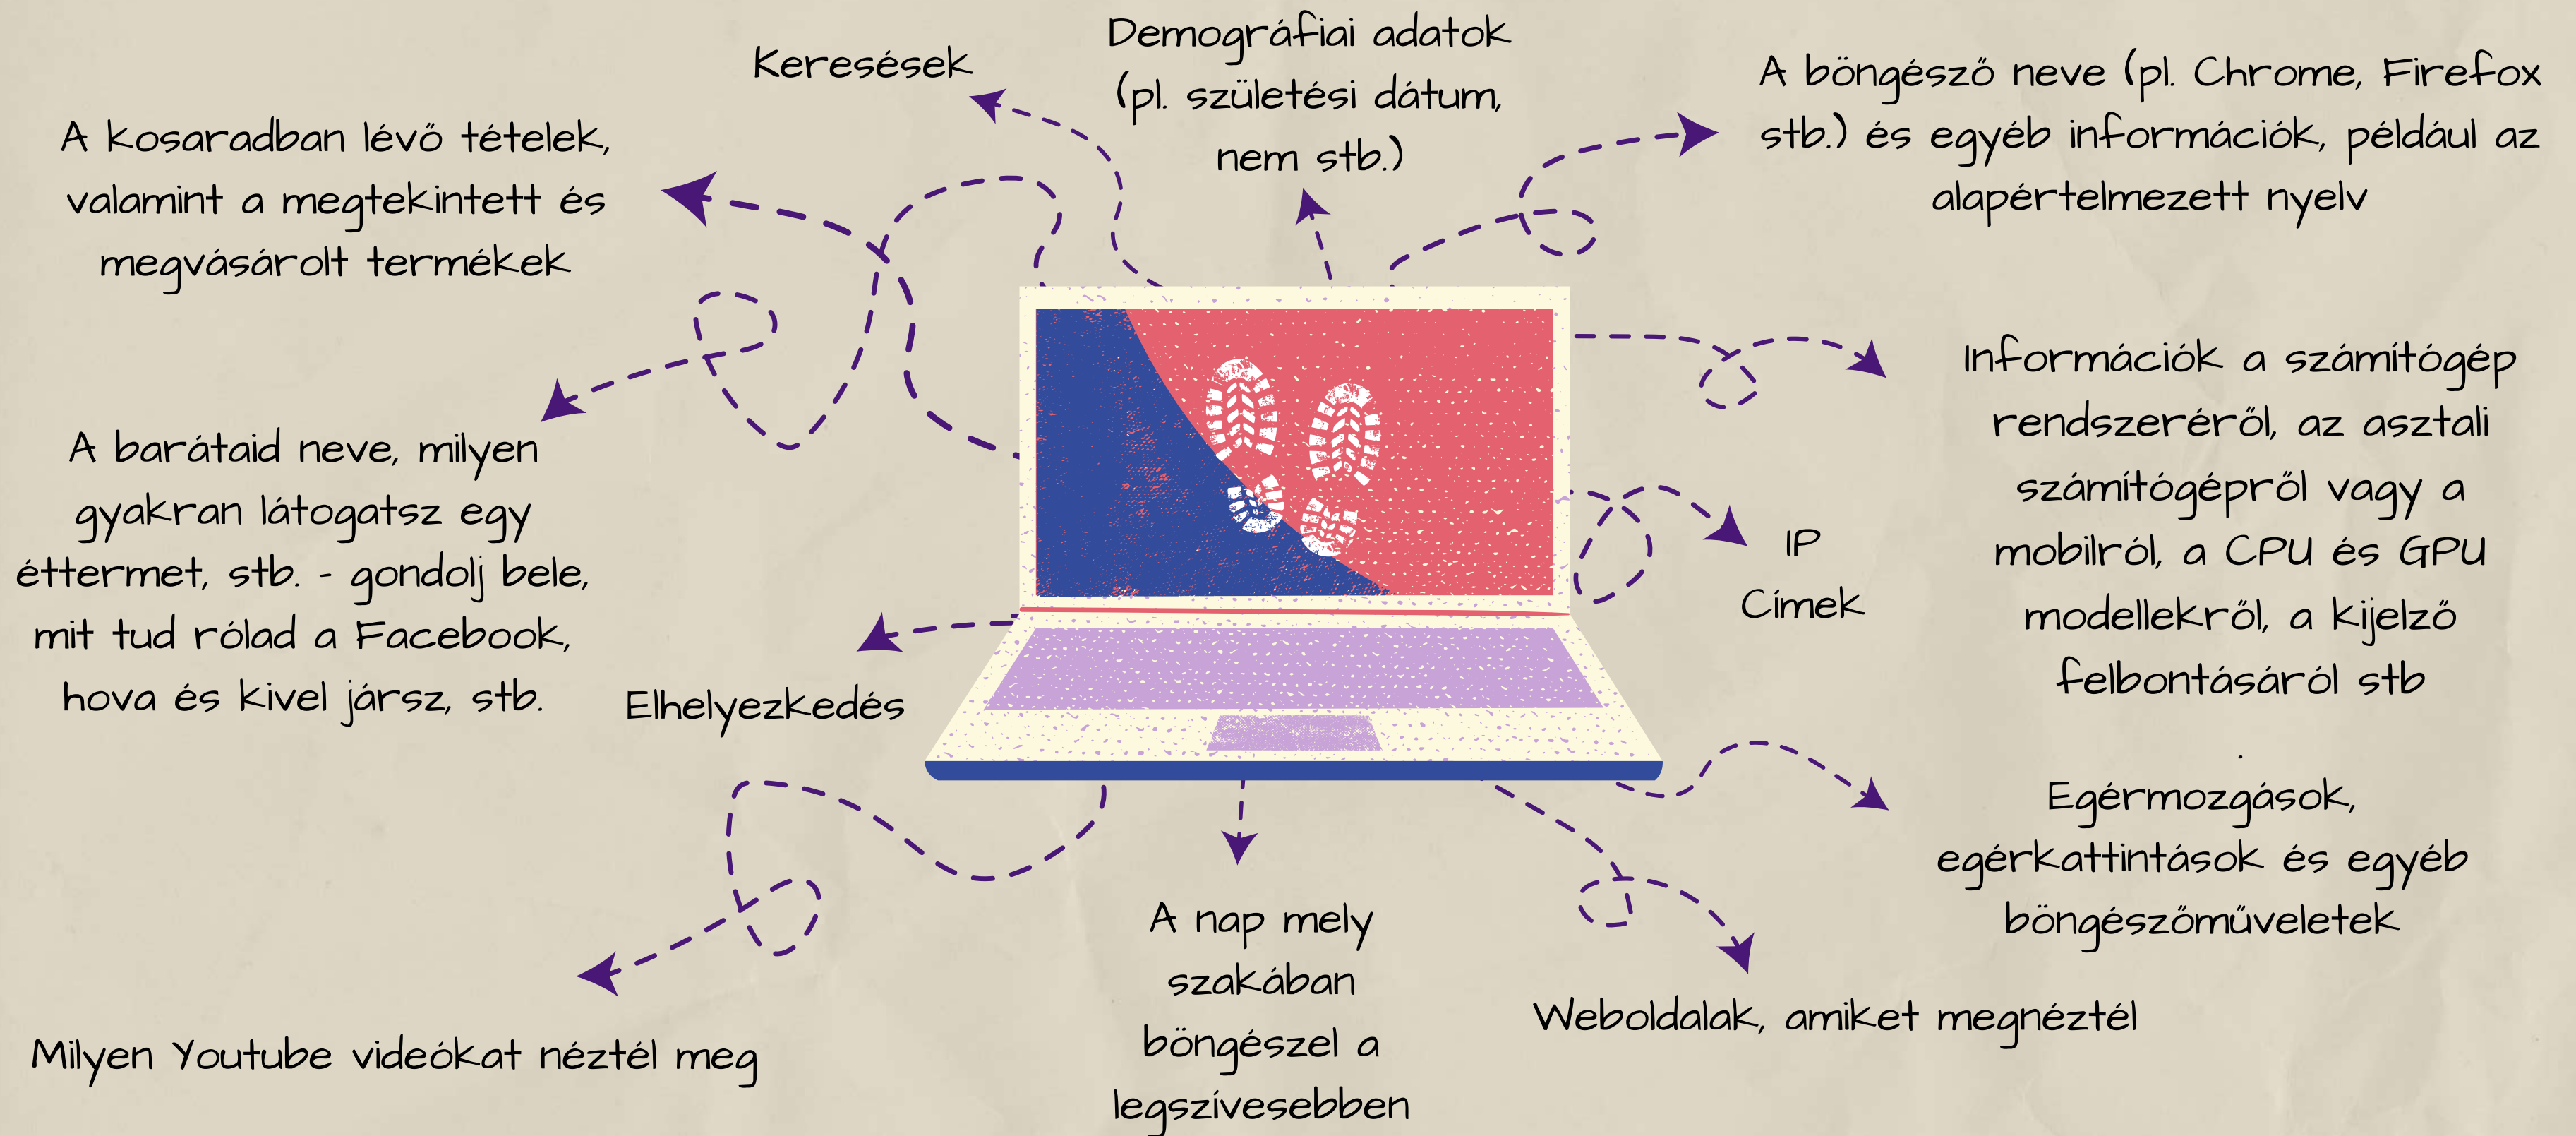 Keresések
Demográfiai adatok
(pl. születési dátum,
nem stb.)
A böngésző neve (pl. Chrome, Firefox
stb.) és egyéb információk, például az
alapértelmezett nyelv
A kosaradban lévő tételek,
valamint a megtekintett és
megvásárolt termékek
Információk a számítógép
rendszeréről, az asztali
számítógépről vagy a
mobilról, a CPU és GPU
modellekről, a kijelző
felbontásáról stb
.
A barátaid neve, milyen
gyakran látogatsz egy
éttermet, stb. - gondolj bele,
mit tud rólad a Facebook,
hova és kivel jársz, stb.
IP
Címek
Elhelyezkedés
Egérmozgások,
egérkattintások és egyéb
böngészőműveletek
A nap mely
szakában
böngészel a
legszívesebben
Weboldalak, amiket megnéztél
Milyen Youtube videókat néztél meg